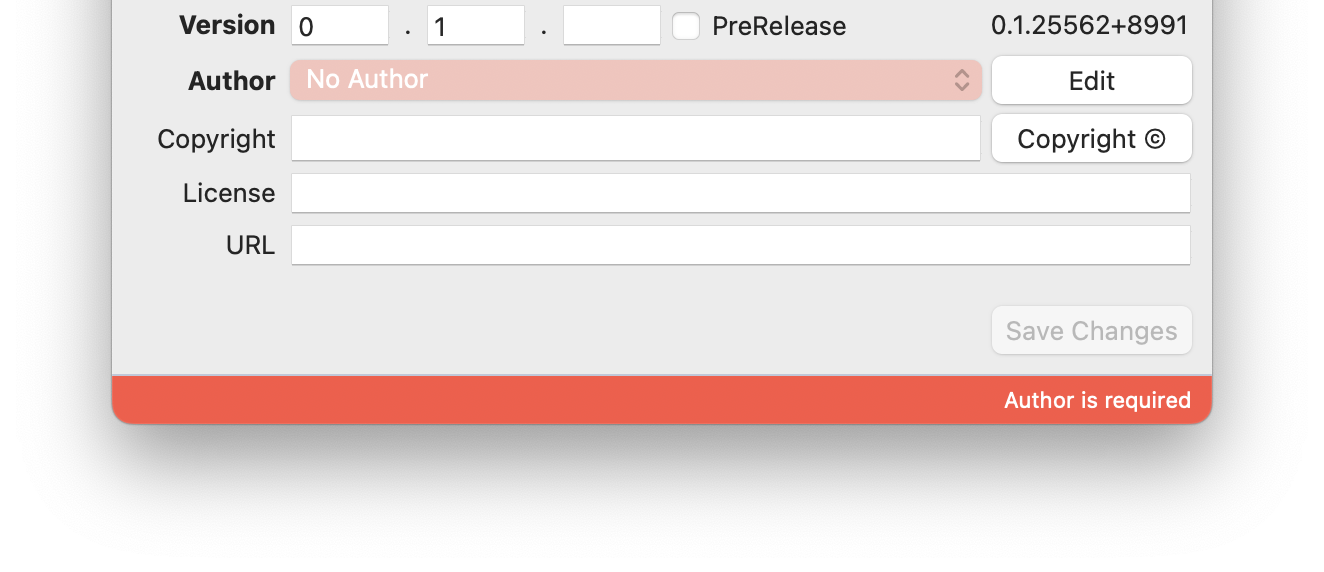 Version 0 . 1 . PreRelease 0.1.25562+8991
Author No Author Edit
Copyright Copyright ©
License
URL
Save Changes
Author is required